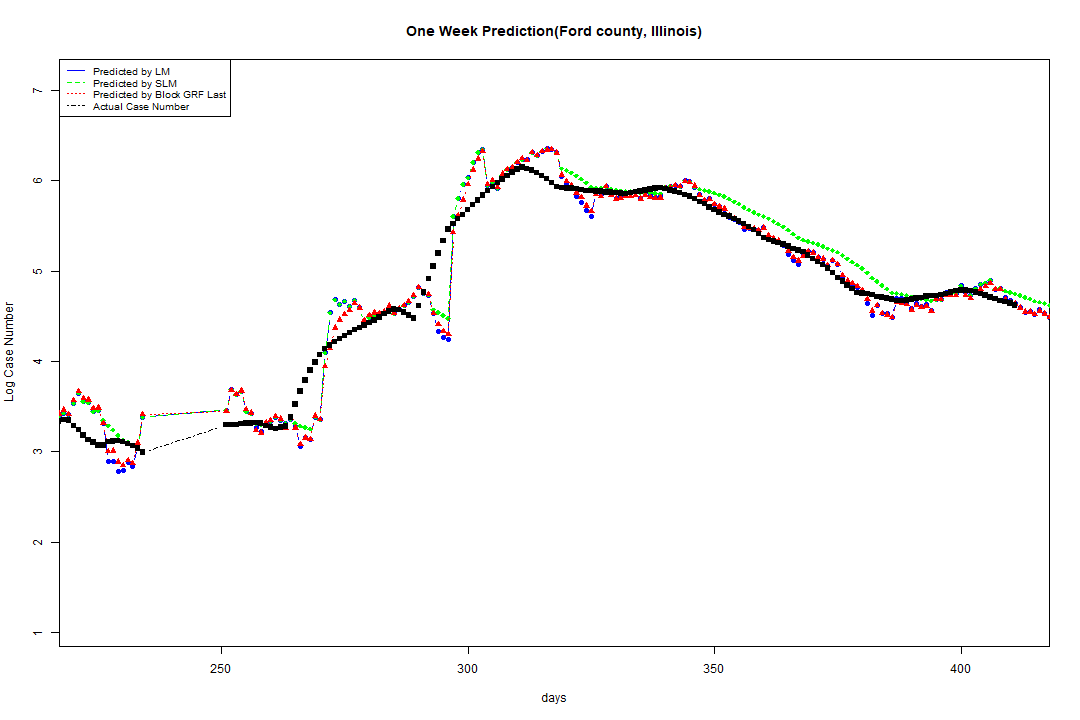 One Week Prediction(Ford county, Illinois)
Predicted by LM
Predicted by SLM
Predicted by Block GRF Last
Actual Case Number
7
6
5
4
3
2
1
Log Case Number
250
300
350
400
days